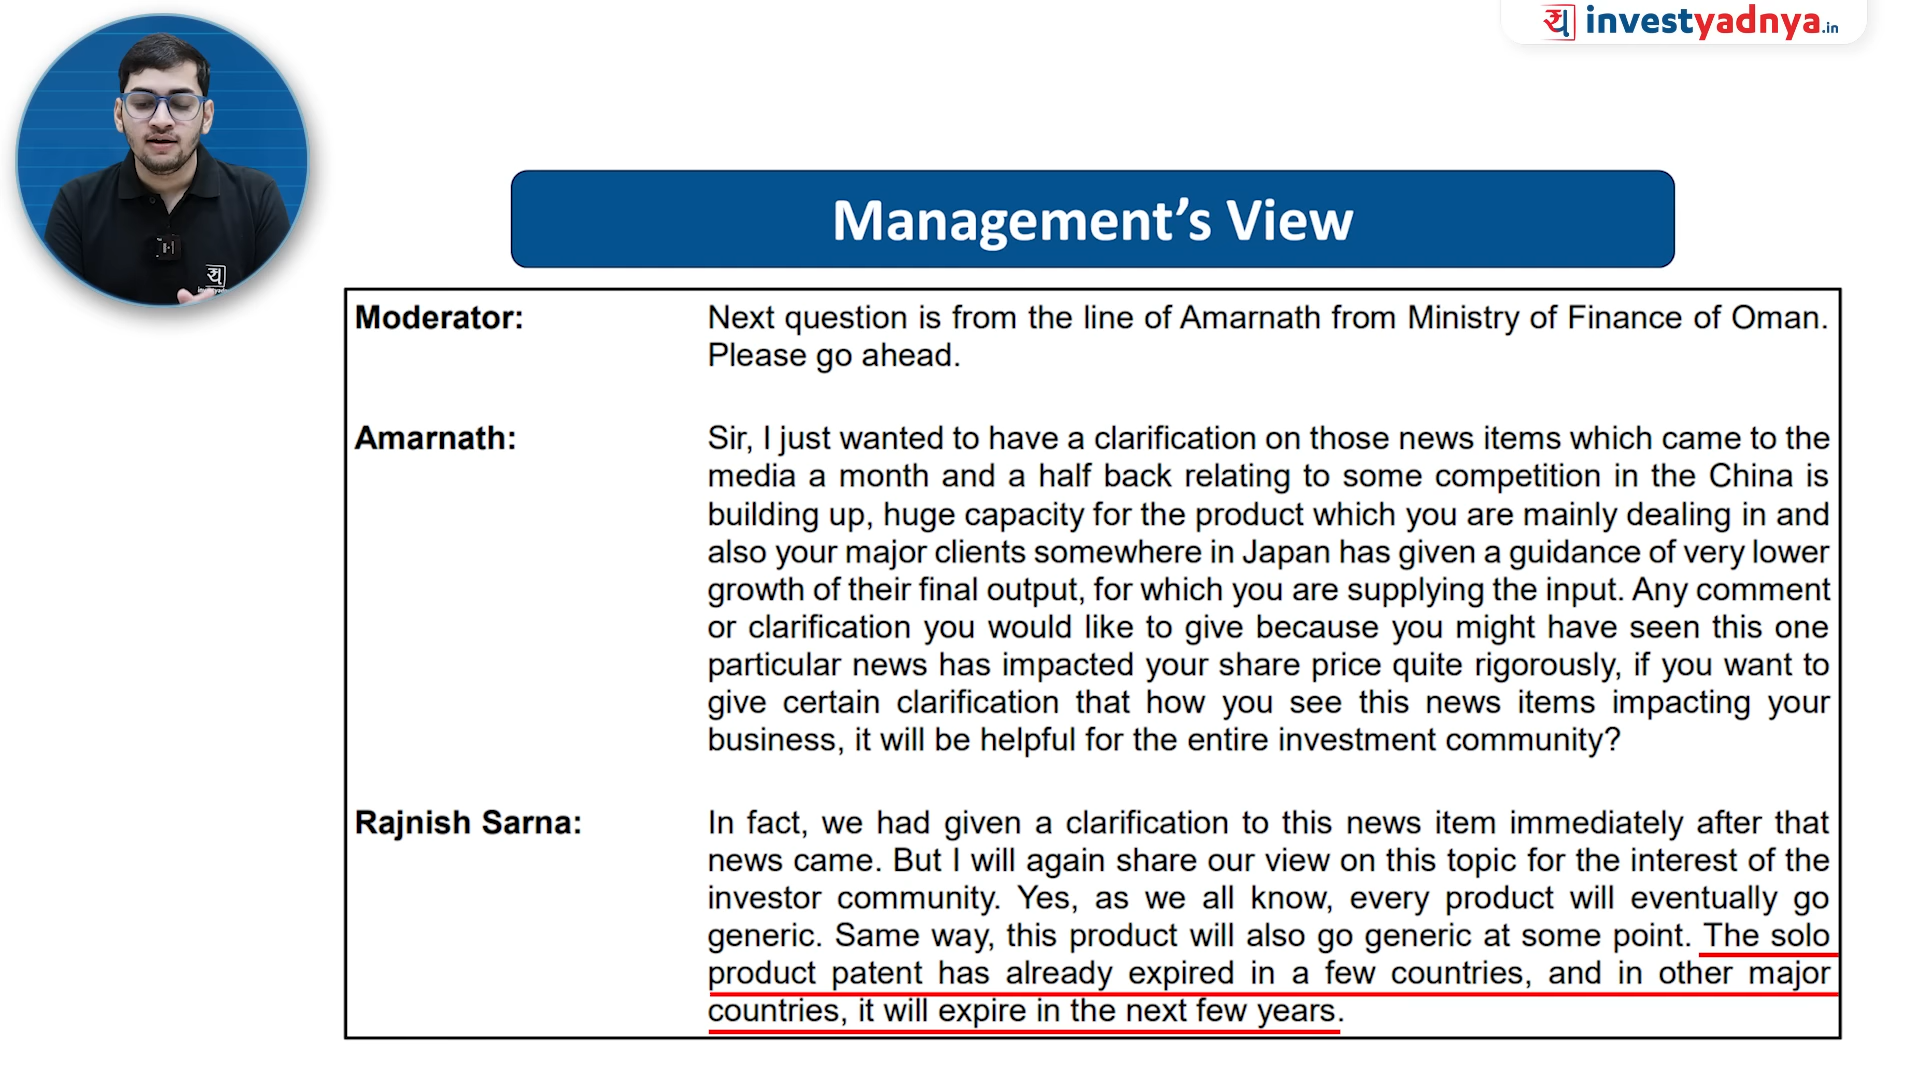 investyadnya.in
Management’s View
Moderator:
Next question is from the line of Amarnath from Ministry of Finance of Oman.
Please go ahead.
Amarnath:
Sir, I just wanted to have a clarification on those news items which came to the
media a month and a half back relating to some competition in the China is
building up, huge capacity for the product which you are mainly dealing in and
also your major clients somewhere in Japan has given a guidance of very lower
growth of their final output, for which you are supplying the input. Any comment
or clarification you would like to give because you might have seen this one
particular news has impacted your share price quite rigorously, if you want to
give certain clarification that how you see this news items impacting your
business, it will be helpful for the entire investment community?
Rajnish Sarna:
In fact, we had given a clarification to this news item immediately after that
news came. But I will again share our view on this topic for the interest of the
investor community. Yes, as we all know, every product will eventually go
generic. Same way, this product will also go generic at some point. The solo
product patent has already expired in a few countries, and in other major
countries, it will expire in the next few years.